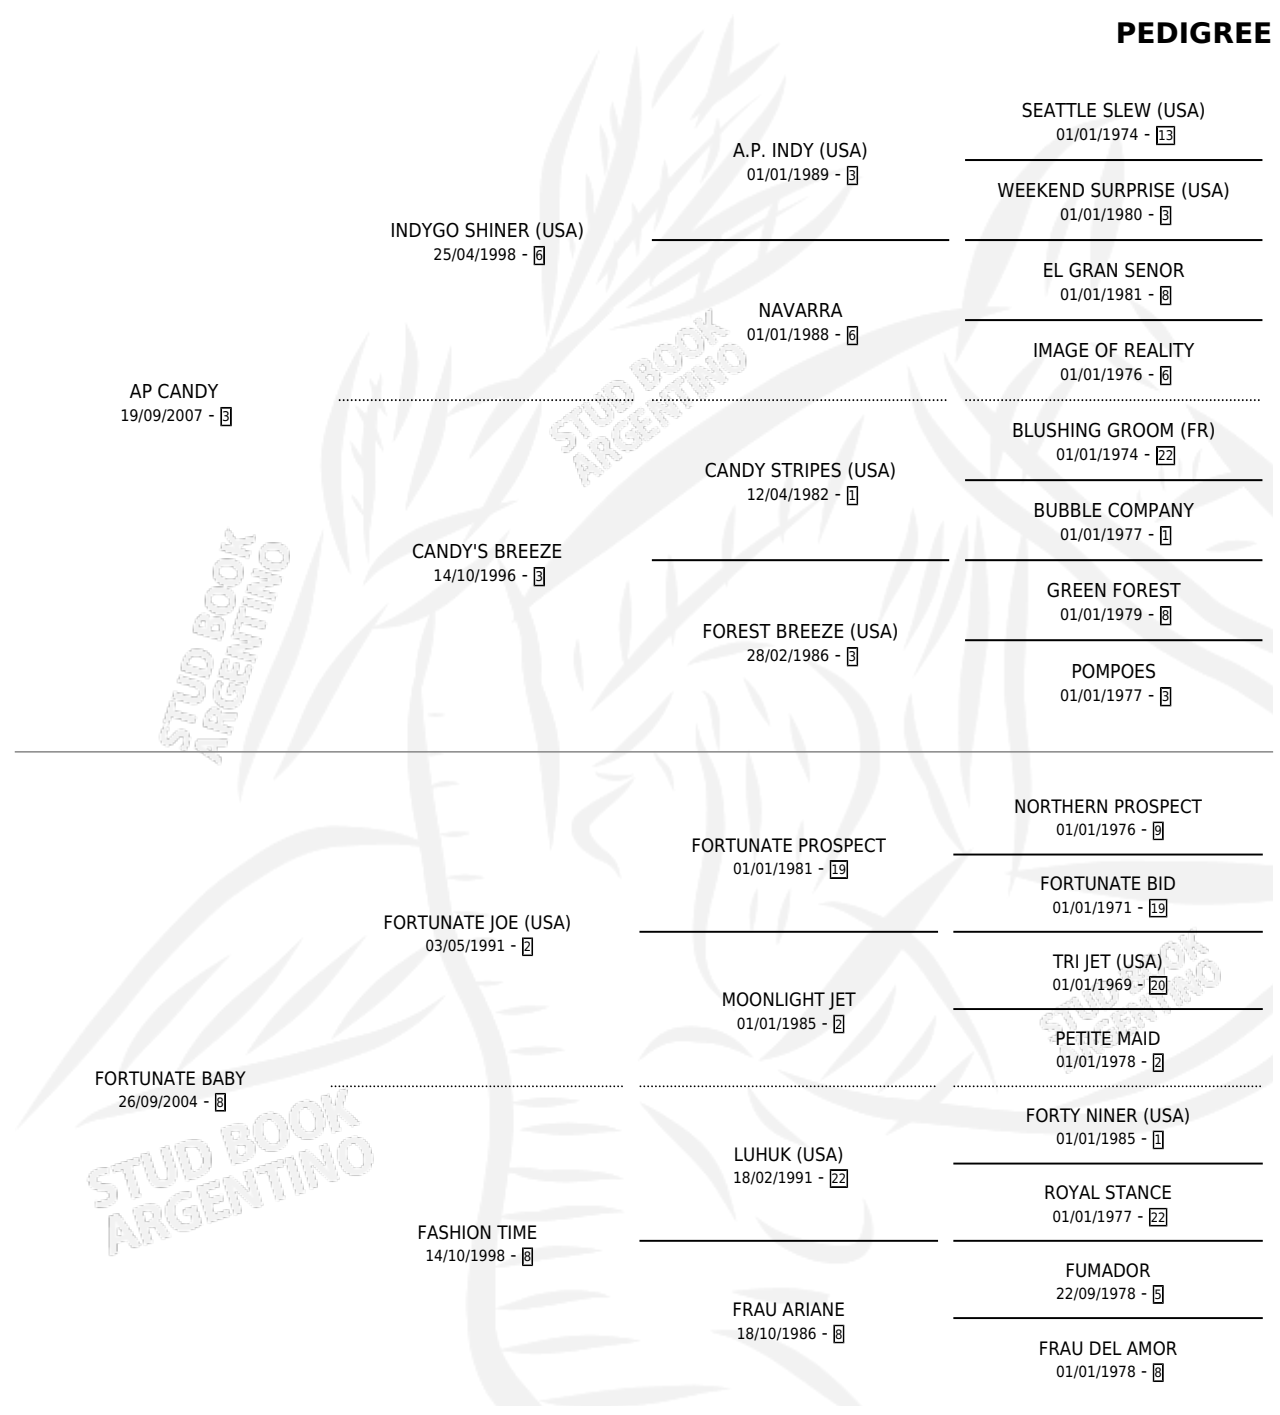 PEDIGREE
SEATTLE SLEW (USA)
01/01/1974 - 13
A.P. INDY (USA)
01/01/1989 - 3
WEEKEND SURPRISE (USA)
01/01/1980 - 3
INDYGO SHINER (USA)
25/04/1998 - 6
EL GRAN SENOR
01/01/1981 - 8
NAVARRA
01/01/1988 - 6
IMAGE OF REALITY
01/01/1976 - 6
AP CANDY
19/09/2007 - 3
BLUSHING GROOM (FR)
01/01/1974 - 22
CANDY STRIPES (USA)
12/04/1982 - 1
BUBBLE COMPANY
01/01/1977 - 1
CANDY'S BREEZE
14/10/1996 - 3
GREEN FOREST
01/01/1979 - 8
FOREST BREEZE (USA)
28/02/1986 - 3
POMPOES
01/01/1977 - 3
STUD BOOK
ARGENTINO
STUD BOOK
ARGENTINO
NORTHERN PROSPECT
01/01/1976 - 9
FORTUNATE PROSPECT
01/01/1981 - 19
FORTUNATE BID
01/01/1971 - 19
FORTUNATE JOE (USA)
03/05/1991 - 2
TRI JET (USA)
01/01/1969 - 20
MOONLIGHT JET
01/01/1985 - 2
PETITE MAID
01/01/1978 - 2
FORTUNATE BABY
26/09/2004 - 8
FORTY NINER (USA)
01/01/1985 - 1
LUHUK (USA)
18/02/1991 - 22
ROYAL STANCE
01/01/1977 - 22
FASHION TIME
14/10/1998 - 8
FUMADOR
22/09/1978 - 5
FRAU ARIANE
18/10/1986 - 8
FRAU DEL AMOR
01/01/1978 - 8
STUD BOOK
ARGENTINO
STUD BOOK
ARGENTINO